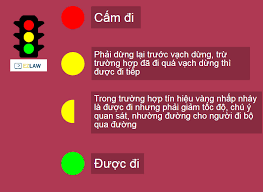 Cấm đi
EZLAW
Phải dừng lại trước vạch dừng, trừ
trường hợp đã đi quá vạch dừng thì
được đi tiếp
Trong trường hợp tín hiệu vàng nhấp nháy
là được đi nhưng phải giảm tốc độ, chú ý
quan sát, nhường đường cho người đi bộ
qua đường
Được đi